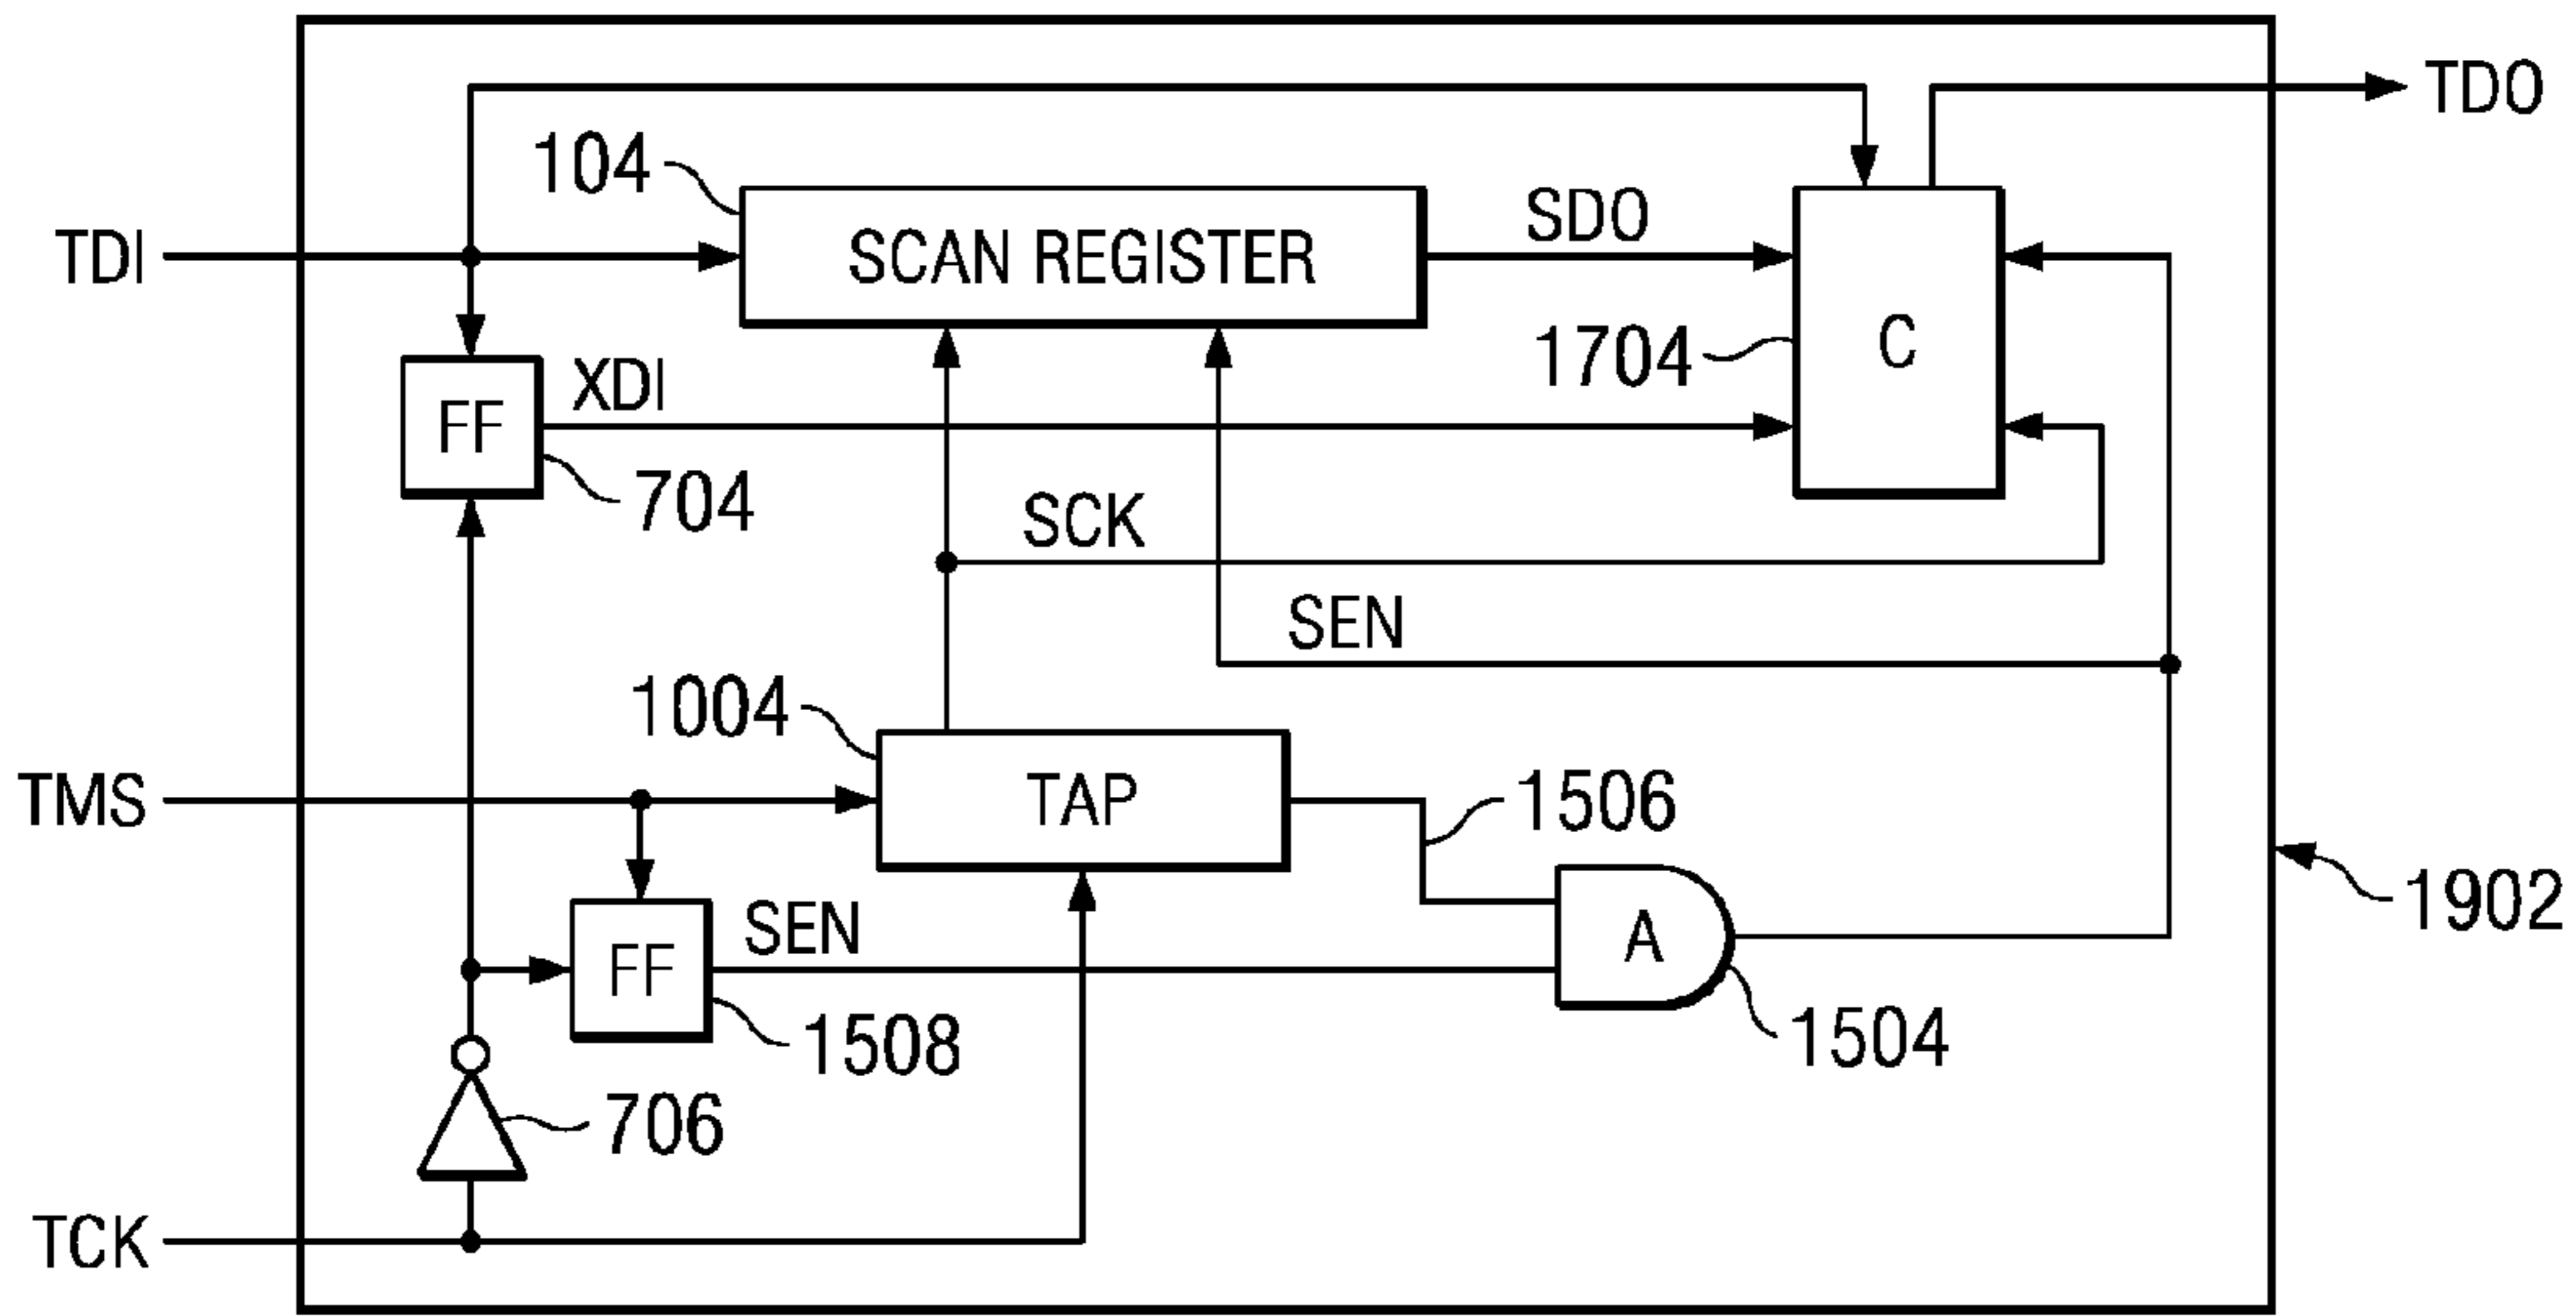 TDO
104
SDO
TDI
SCAN REGISTER
1704
C
XDI
FF
704
SCK
SEN
1004
TMS
TAP
1506
1902
SEN
A
FF
1508
1504
706
TCK